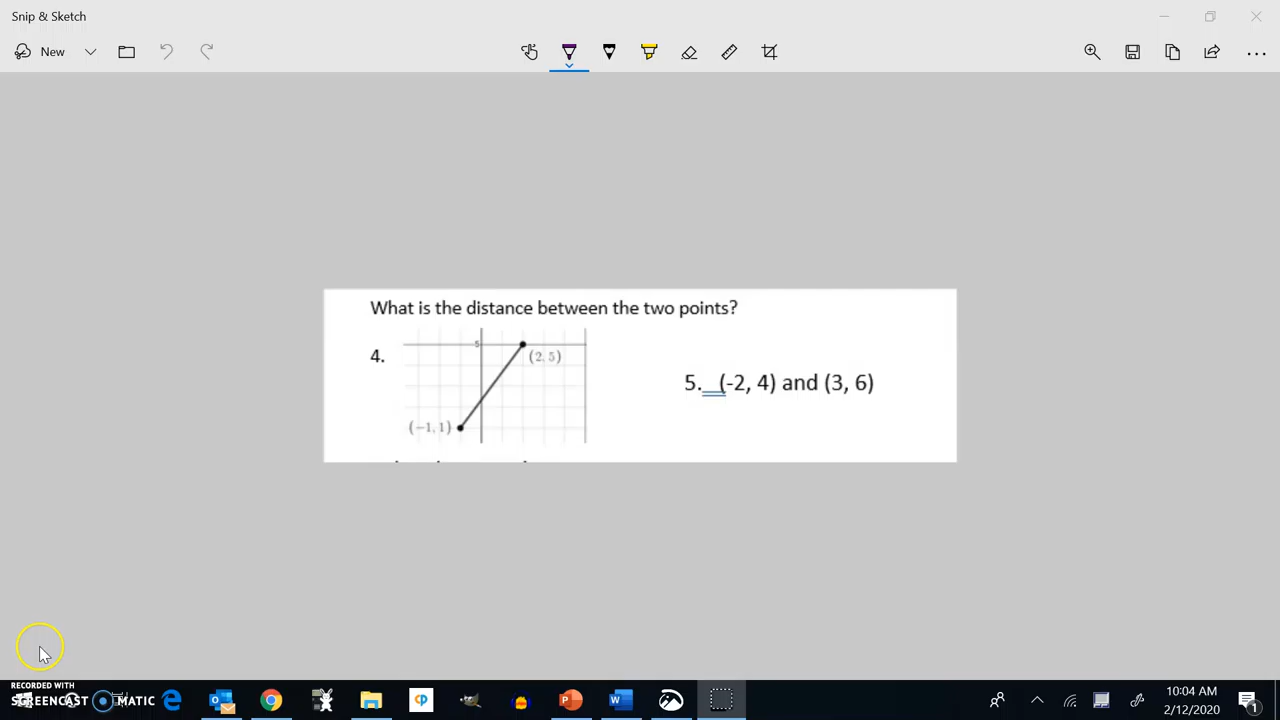 Snip & Sketch
New
What is the distance between the two points?
4.
5
(2, 5)
(−1, 1)
5. (-2, 4) and (3, 6)
RECORDED WITH
SCREENCAST MATIC
10:04 AM
2/12/2020
1